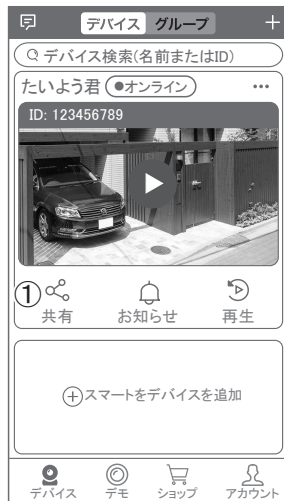 デバイス グループ
デバイス検索(名前またはID)
たいよう君 ●オンライン
ID: 123456789
①
共有 お知らせ 再生
スマートをデバイスを追加
デバイス デモ ショップ アカウント